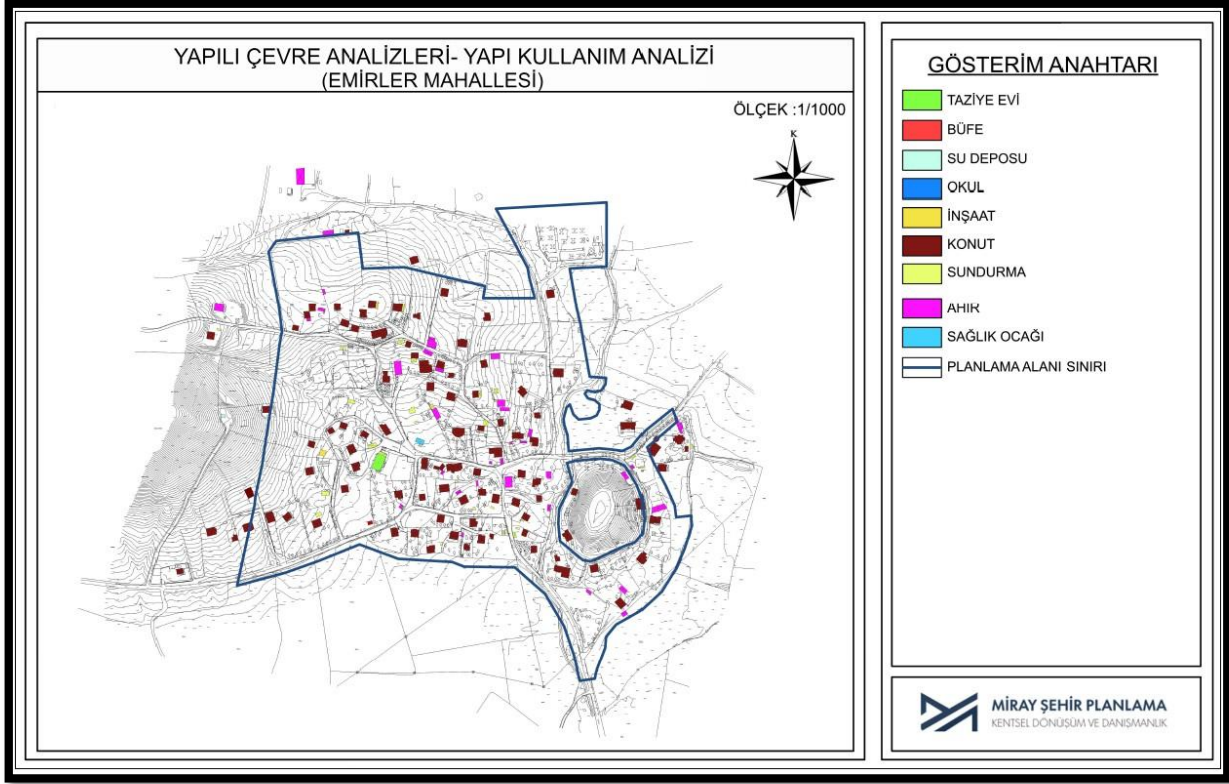 YAPILI ÇEVRE ANALİZLERİ- YAPI KULLANIM ANALİZİ
(EMİRLER MAHALLESİ)
ÖLÇEK :1/1000
K
GÖSTERİM ANAHTARI
TAZİYE EVİ
BÜFE
SU DEPOSU
OKUL
İNŞAAT
KONUT
SUNDURMA
AHIR
SAĞLIK OCAĞI
PLANLAMA ALANI SINIRI
MİRAY ŞEHİR PLANLAMA
KENTSEL DÖNÜŞÜM VE DANIŞMANLIK